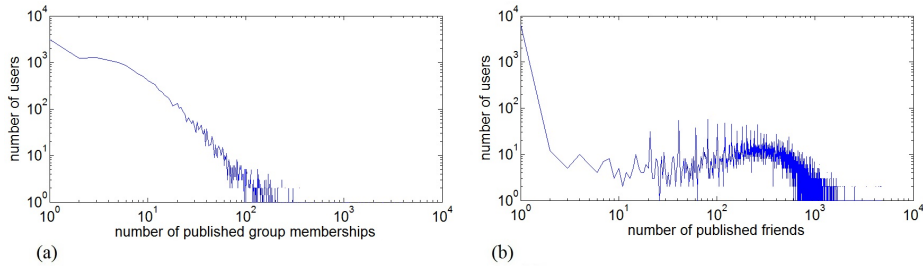 10^4
10^3
10^2
10^1
10^0
number of users
10^0 10^1 10^2 10^3 10^4
number of published group memberships
(a)
10^4
10^3
10^2
10^1
10^0
number of users
10^0 10^1 10^2 10^3 10^4
number of published friends
(b)